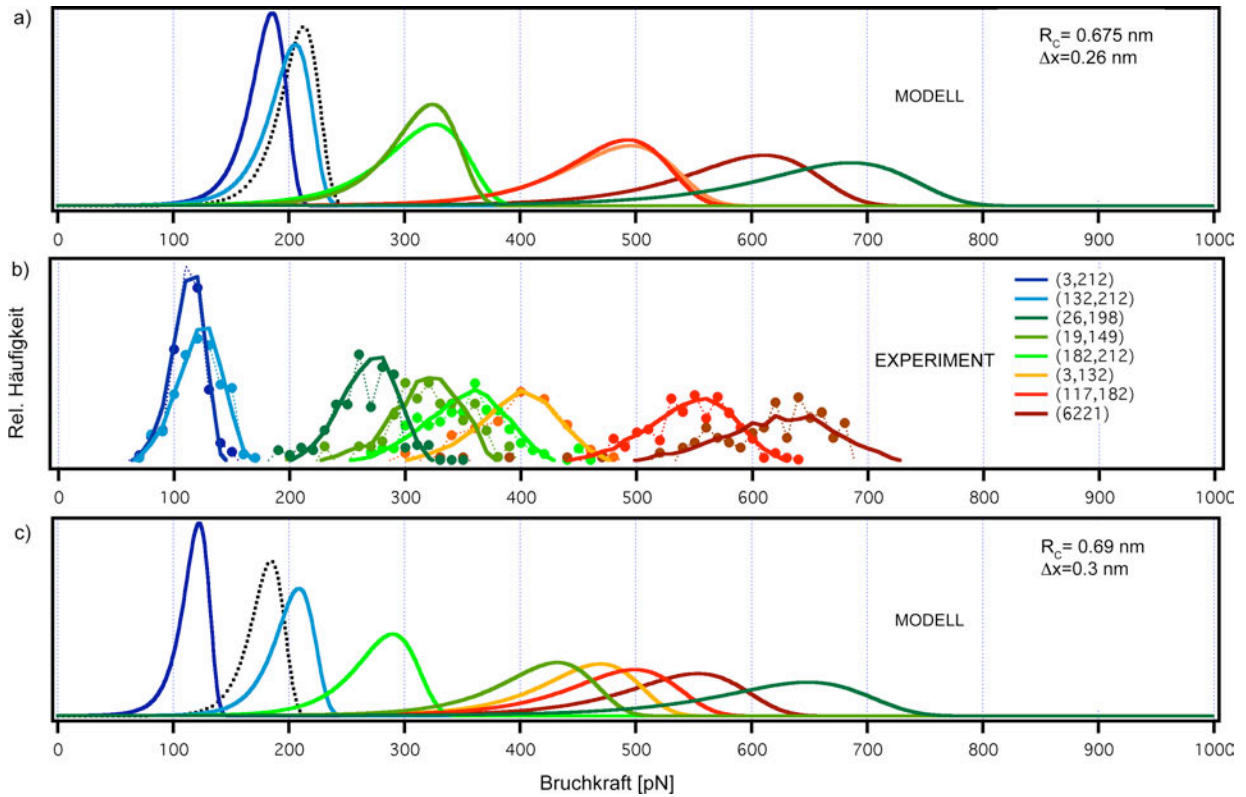 a)
R_c= 0.675 nm
Δx=0.26 nm
MODELL
0 100 200 300 400 500 600 700 800 900 1000
b)
(3,212)
(132,212)
(26,198)
(19,149)
(182,212)
(3,132)
(117,182)
(6221)
EXPERIMENT
Rel. Häufigkeit
0 100 200 300 400 500 600 700 800 900 1000
c)
R_c= 0.69 nm
Δx=0.3 nm
MODELL
0 100 200 300 400 500 600 700 800 900 1000
Bruchkraft [pN]